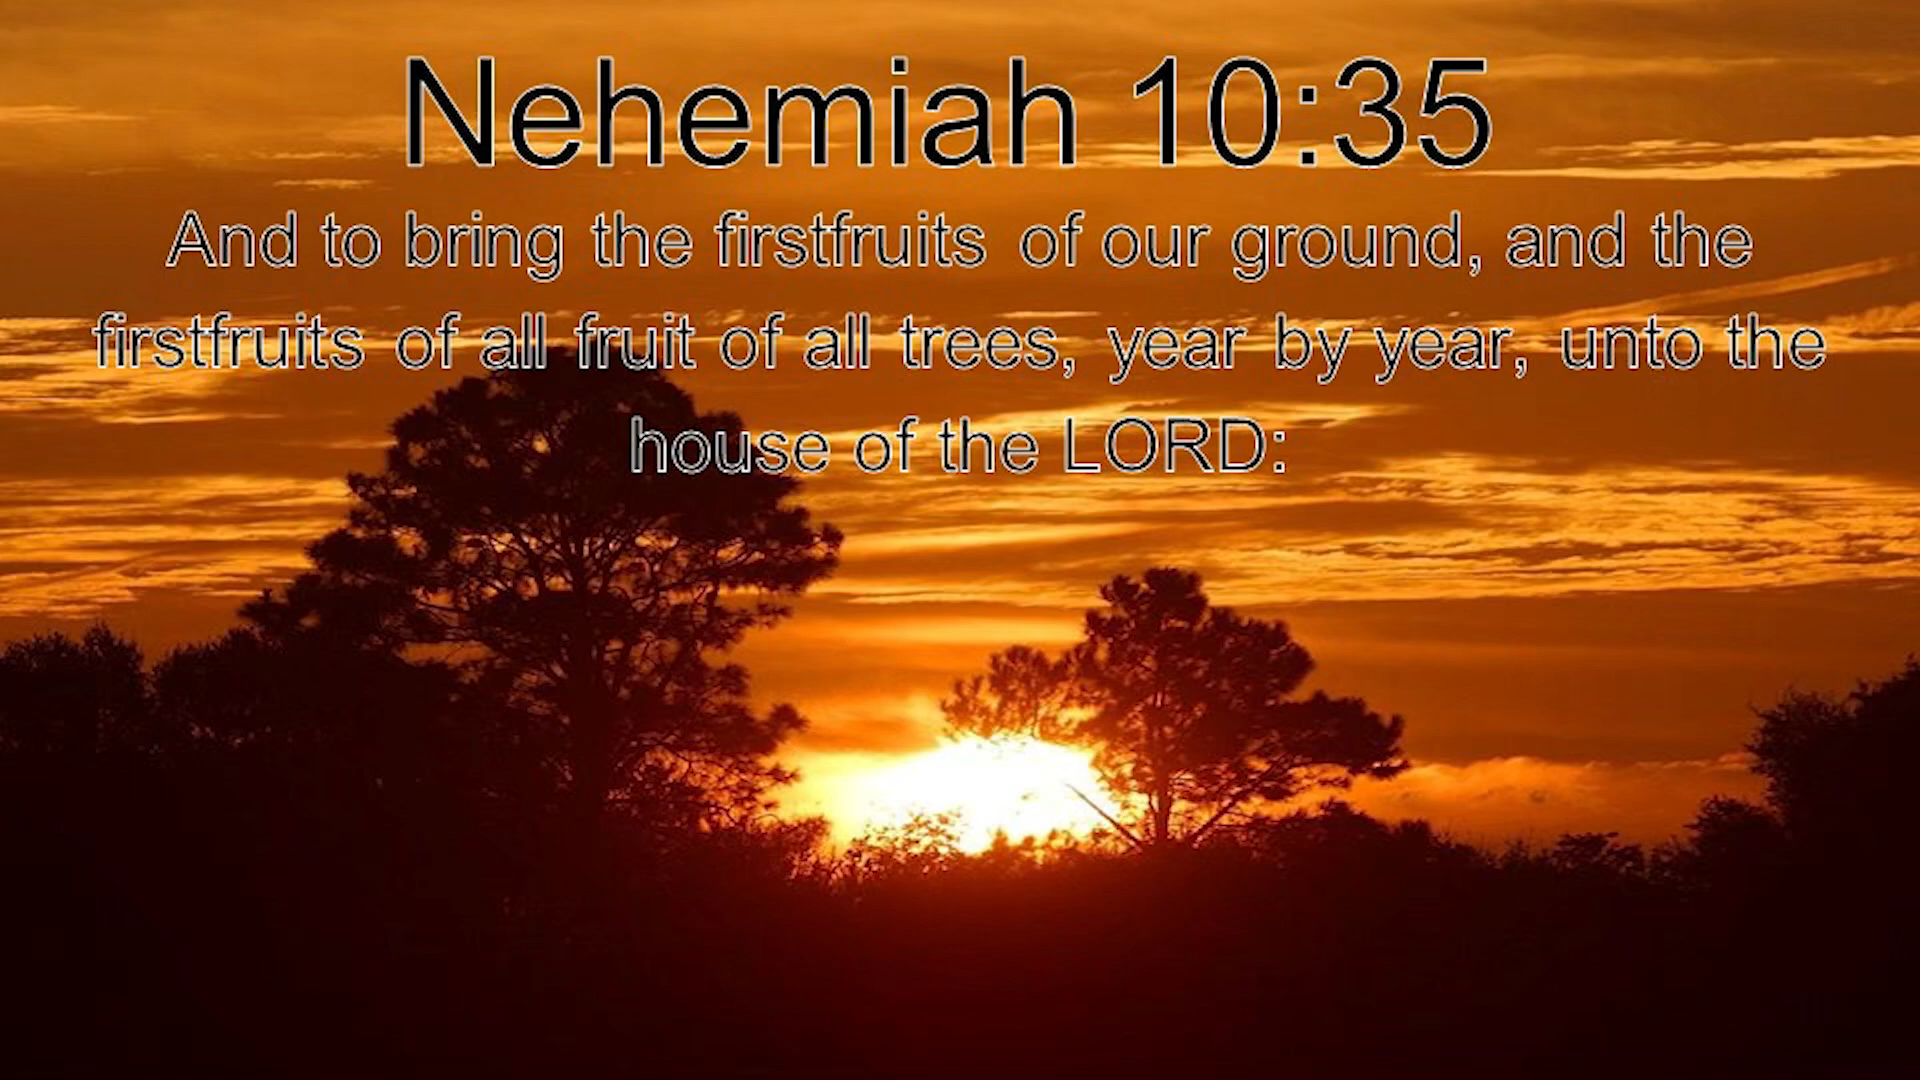 Nehemiah 10:35
And to bring the firstfruits of our ground, and the
firstfruits of all fruit of all trees, year by year, unto the
house of the LORD: